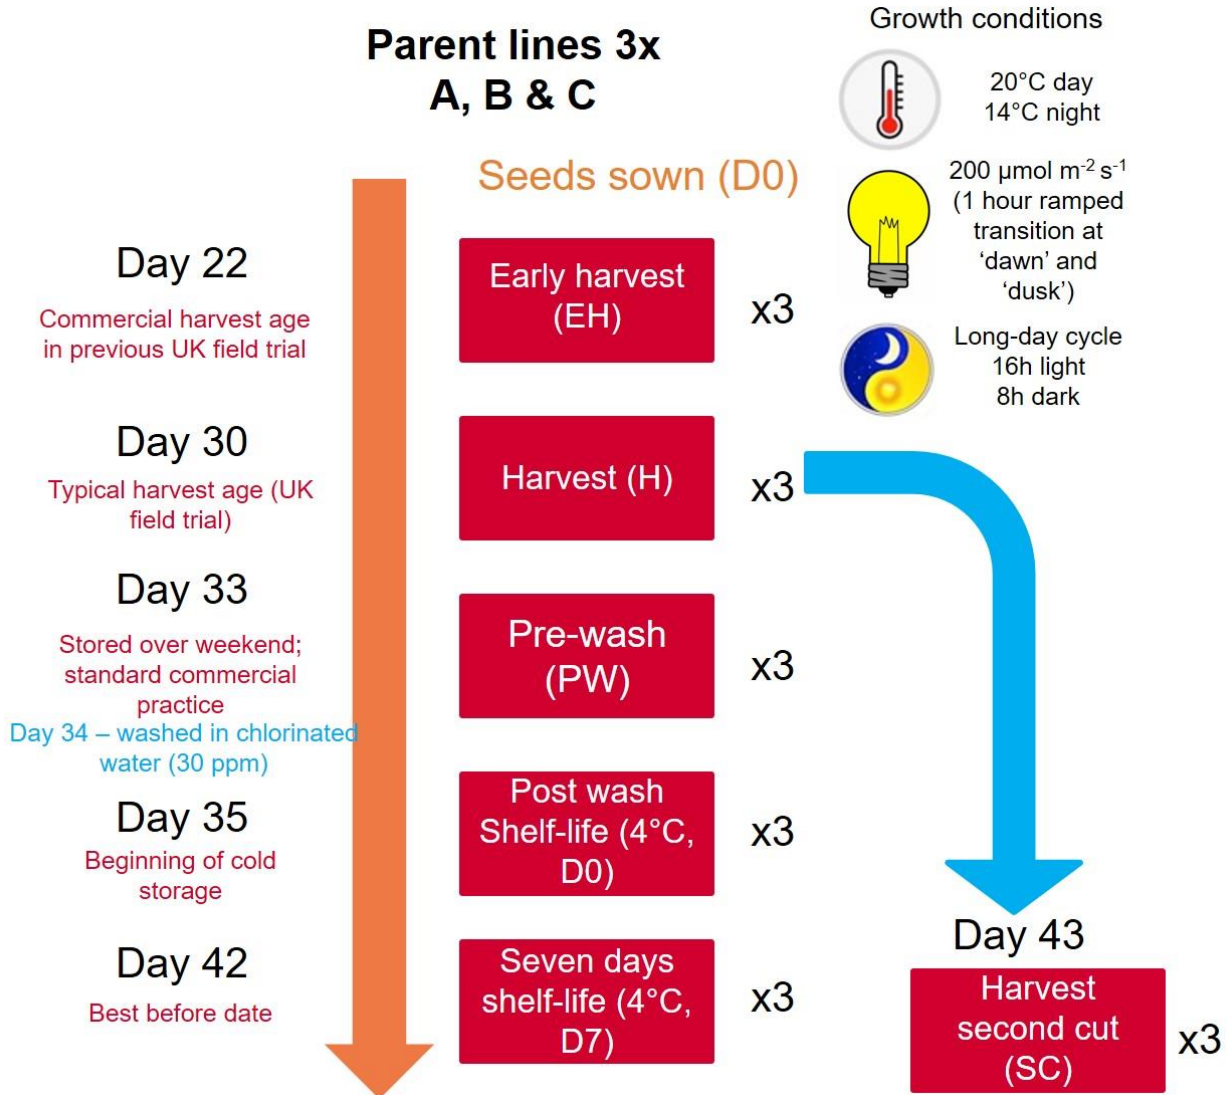 Parent lines 3x
A, B & C
Growth conditions
20°C day
14°C night
200 µmol m⁻² s⁻¹
(1 hour ramped
transition at
‘dawn’ and
‘dusk’)
Long-day cycle
16h light
8h dark
Seeds sown (D0)
Day 22
Commercial harvest age
in previous UK field trial
Early harvest
(EH)
x3
Day 30
Typical harvest age (UK
field trial)
Harvest (H)
x3
Day 33
Stored over weekend;
standard commercial
practice
Pre-wash
(PW)
x3
Day 34 – washed in chlorinated
water (30 ppm)
Day 35
Beginning of cold
storage
Post wash
Shelf-life (4°C,
D0)
x3
Day 42
Best before date
Seven days
shelf-life (4°C,
D7)
x3
Day 43
Harvest
second cut
(SC)
x3